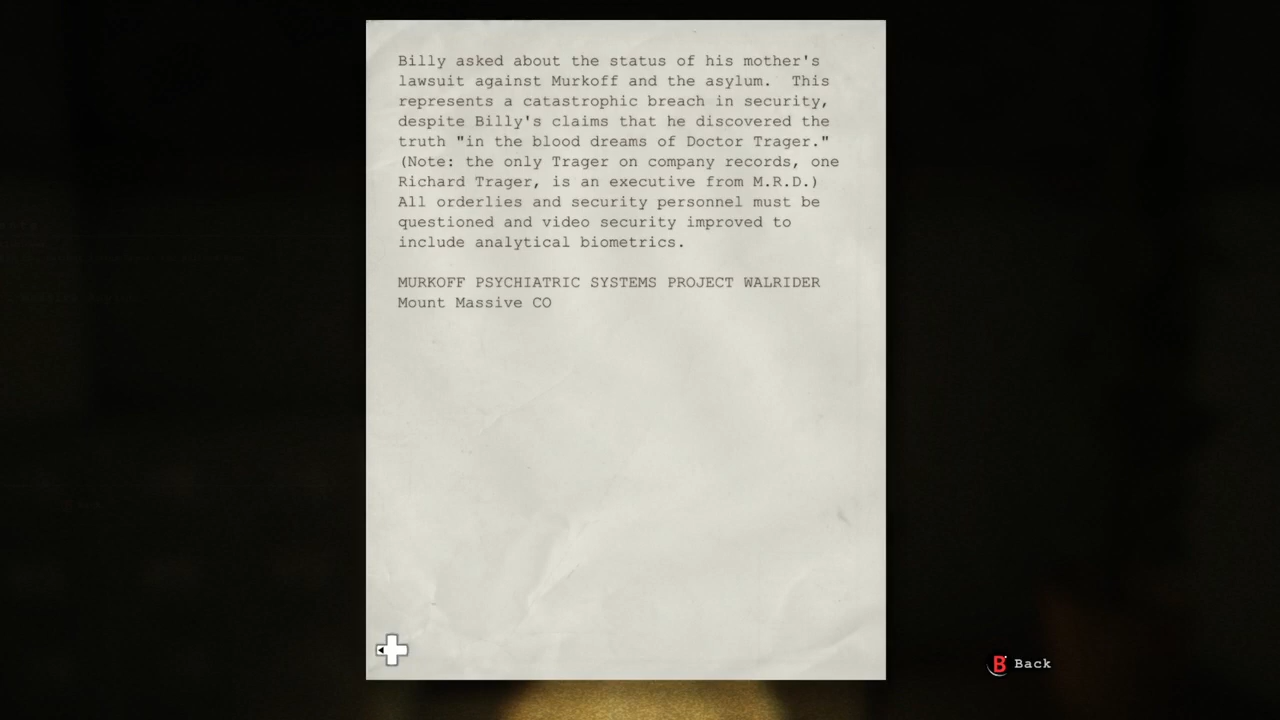 Billy asked about the status of his mother's
lawsuit against Murkoff and the asylum.  This
represents a catastrophic breach in security,
despite Billy's claims that he discovered the
truth "in the blood dreams of Doctor Trager."
(Note: the only Trager on company records, one
Richard Trager, is an executive from M.R.D.)
All orderlies and security personnel must be
questioned and video security improved to
include analytical biometrics.
MURKOFF PSYCHIATRIC SYSTEMS PROJECT WALRIDER
Mount Massive CO
B Back